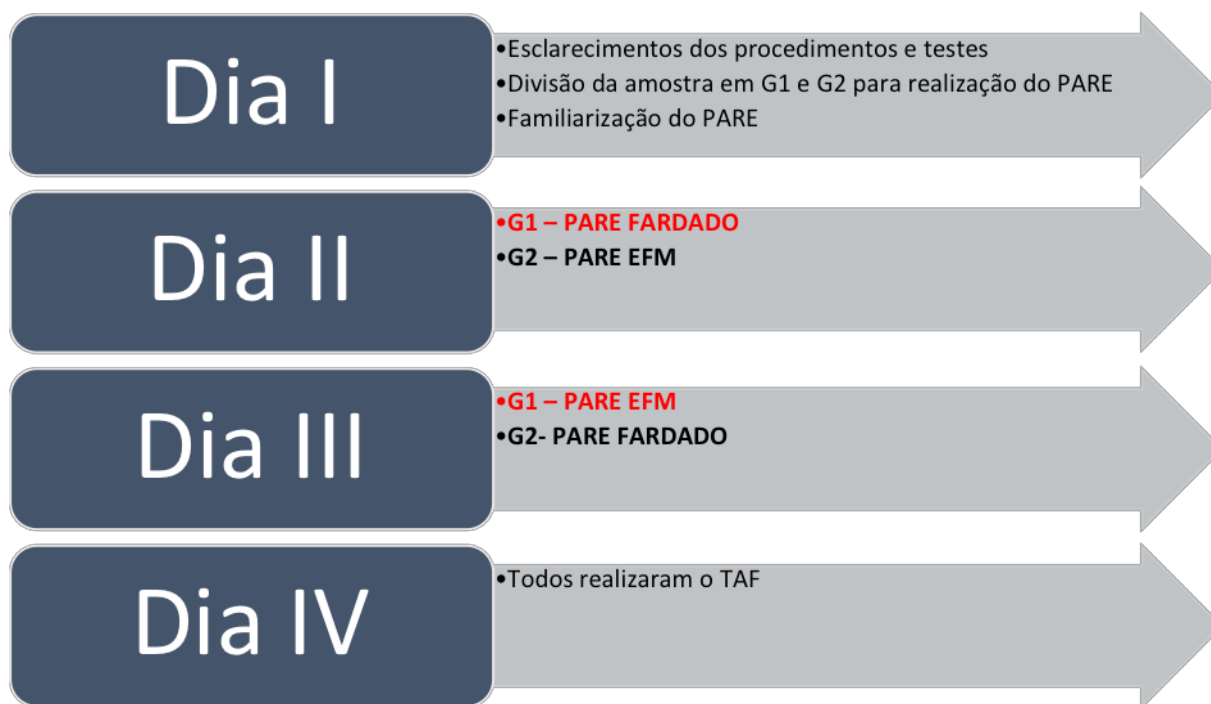 Dia I
•Esclarecimentos dos procedimentos e testes
•Divisão da amostra em G1 e G2 para realização do PARE
•Familiarização do PARE
Dia II
•G1 – PARE FARDADO
•G2 – PARE EFM
Dia III
•G1 – PARE EFM
•G2- PARE FARDADO
Dia IV
•Todos realizaram o TAF